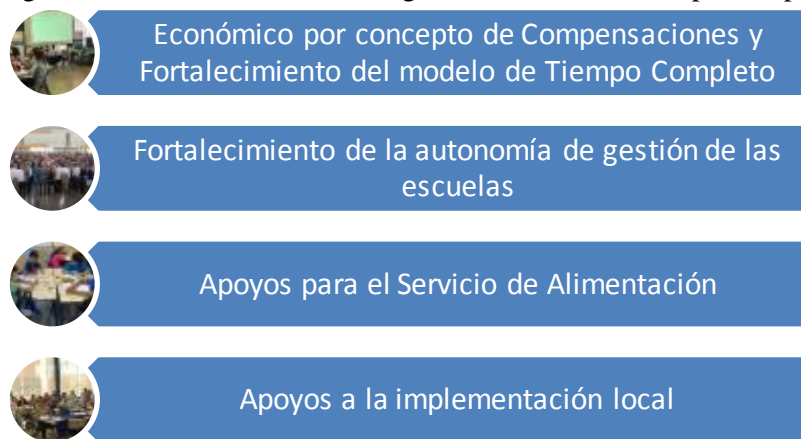 Económico por concepto de Compensaciones y
Fortalecimiento del modelo de Tiempo Completo
Fortalecimiento de la autonomía de gestión de las
escuelas
Apoyos para el Servicio de Alimentación
Apoyos a la implementación local